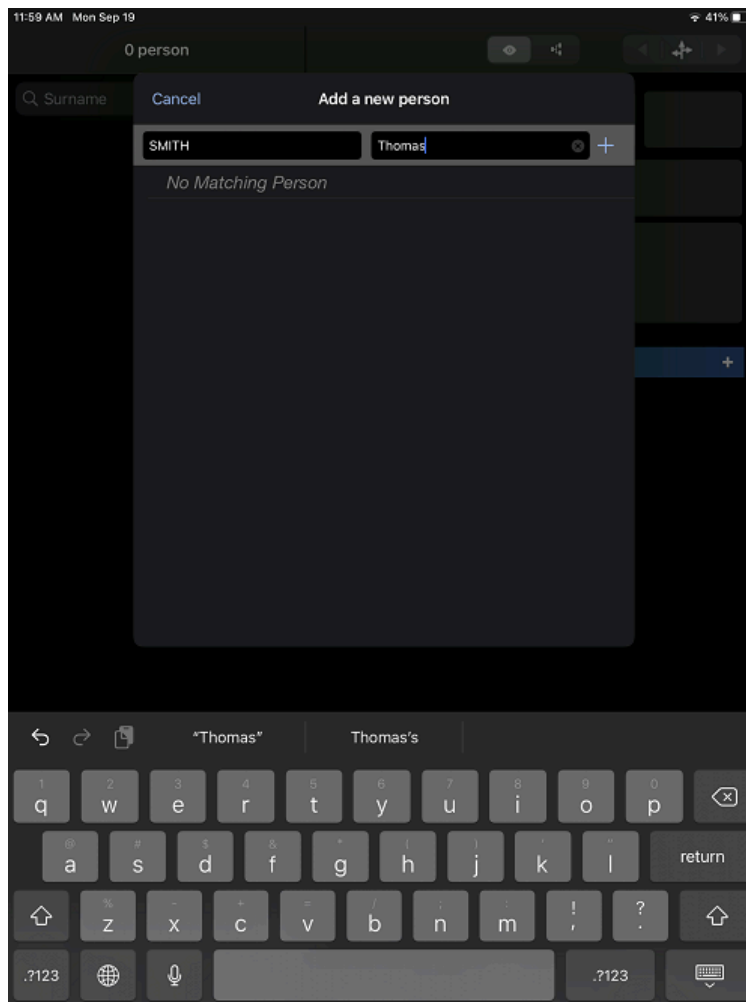 11:59 AM Mon Sep 19 41%
0 person
Surname
Cancel Add a new person
SMITH Thomas
No Matching Person
“Thomas” Thomas’s
1 2 3 4 5 6 7 8 9 0
q w e r t y u i o p
@ # $ & * ( ) ' "
a s d f g h j k l return
% - + = / ; : ! ?
z x c v b n m , .
.?123 .?123